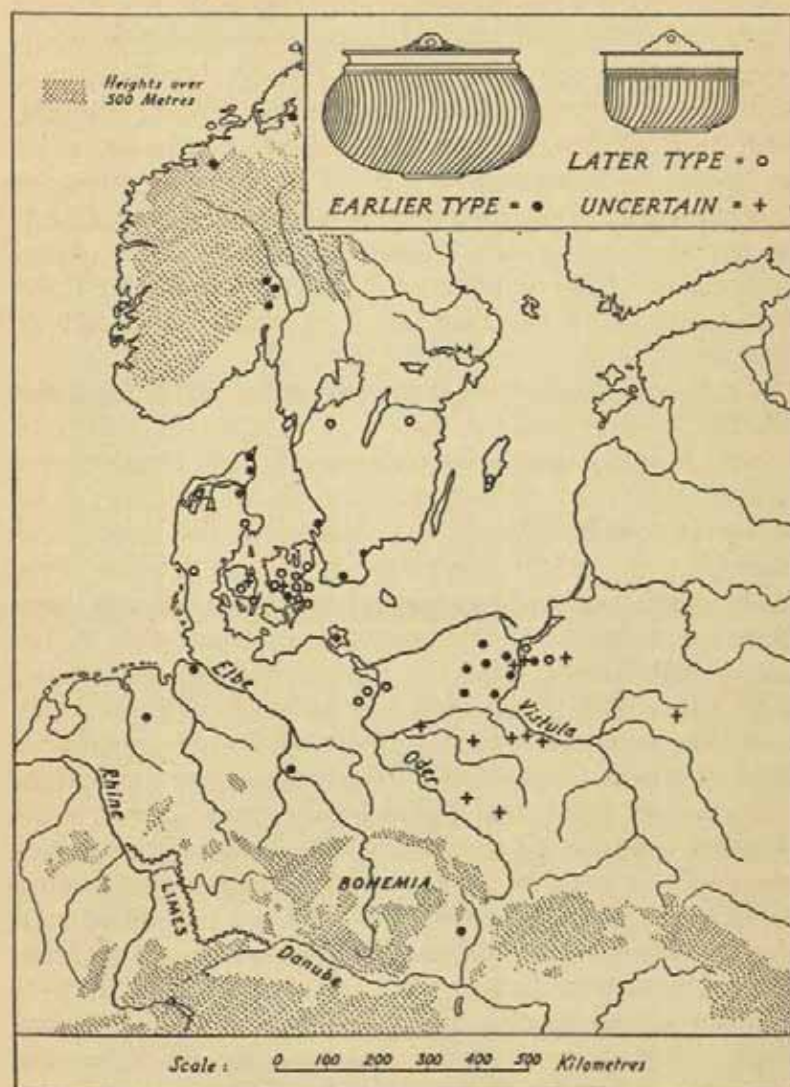 Heights over
500 Metres
LATER TYPE = o
EARLIER TYPE = ●
UNCERTAIN = +
Elbe
Vistula
Oder
Rhine
BOHEMIA
LIMES
Danube
Scale : 0 100 200 300 400 500 Kilometres